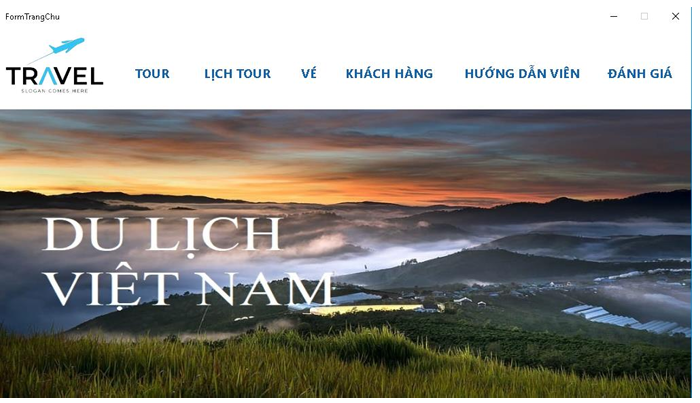 FormTrangChu
TRAVEL
SLOGAN COMES HERE
TOUR LỊCH TOUR VÉ KHÁCH HÀNG HƯỚNG DẪN VIÊN ĐÁNH GIÁ
DU LỊCH
VIỆT NAM